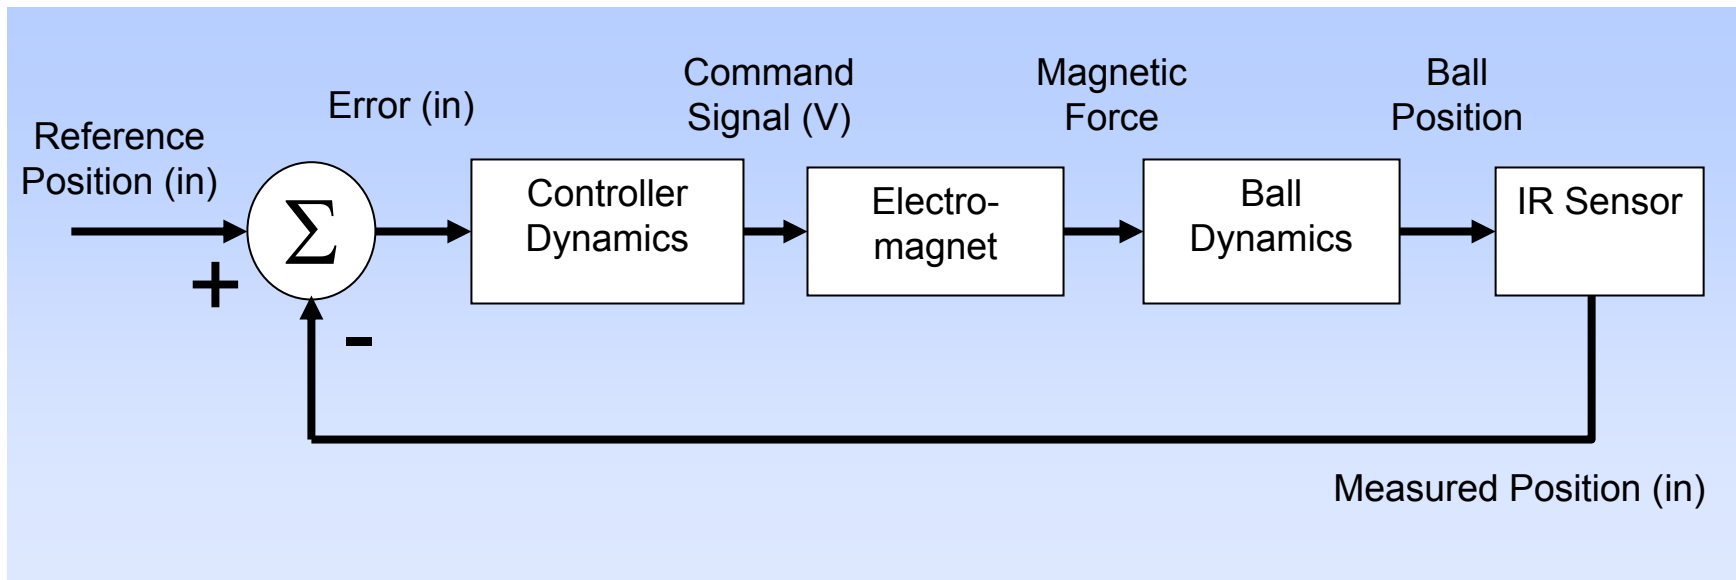 Reference
Position (in)
+
Σ
-
Error (in)
Controller
Dynamics
Command
Signal (V)
Electro-
magnet
Magnetic
Force
Ball
Dynamics
Ball
Position
IR Sensor
Measured Position (in)